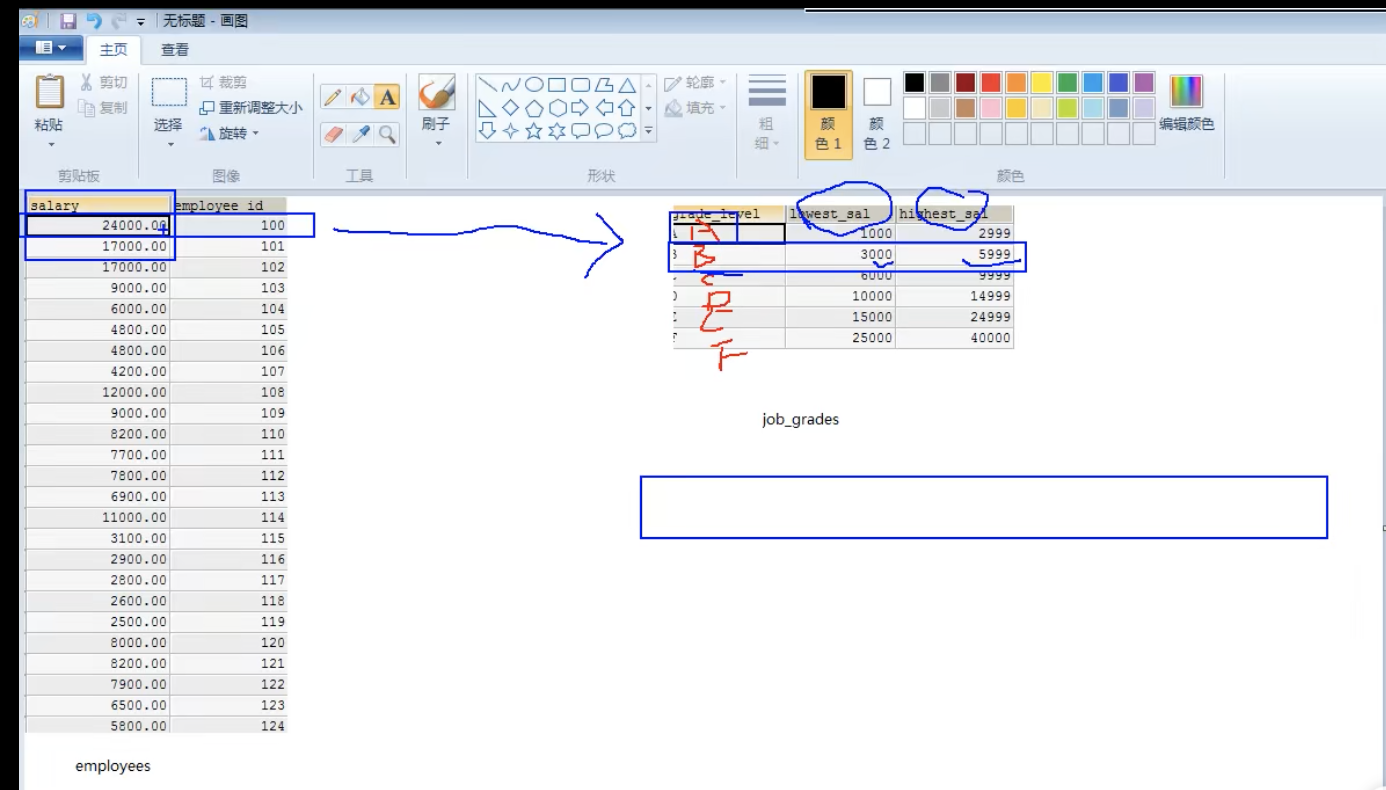 无标题 - 画图
主页 查看
粘贴
剪切
复制
剪贴板
选择
裁剪
重新调整大小
旋转
图像
A
工具
刷子
形状
轮廓
填充
粗
细
颜
色 1
颜
色 2
颜色
编辑颜色
salary employee_id
24000.00 100
17000.00 101
17000.00 102
9000.00 103
6000.00 104
4800.00 105
4800.00 106
4200.00 107
12000.00 108
9000.00 109
8200.00 110
7700.00 111
7800.00 112
6900.00 113
11000.00 114
3100.00 115
2900.00 116
2800.00 117
2600.00 118
2500.00 119
8000.00 120
8200.00 121
7900.00 122
6500.00 123
5800.00 124
employees
grade_level lowest_sal highest_sal
A 1000 2999
B 3000 5999
C 6000 9999
D 10000 14999
E 15000 24999
F 25000 40000
job_grades